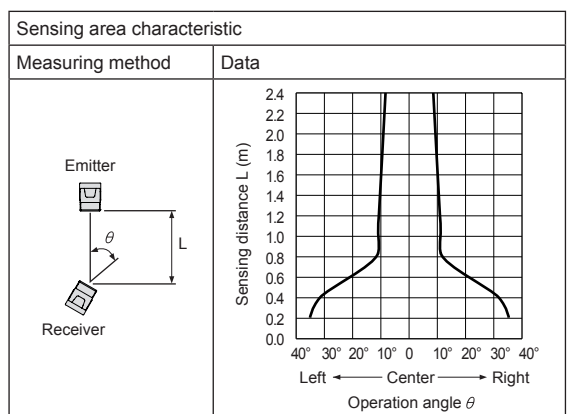 Sensing area characteristic
Measuring method Data
Emitter
θ
L
Receiver
Sensing distance L (m)
2.4
2.2
2.0
1.8
1.6
1.4
1.2
1.0
0.8
0.6
0.4
0.2
0.0
40° 30° 20 10° 0 10° 20° 30° 40°
Left Center Right
Operation angle θ